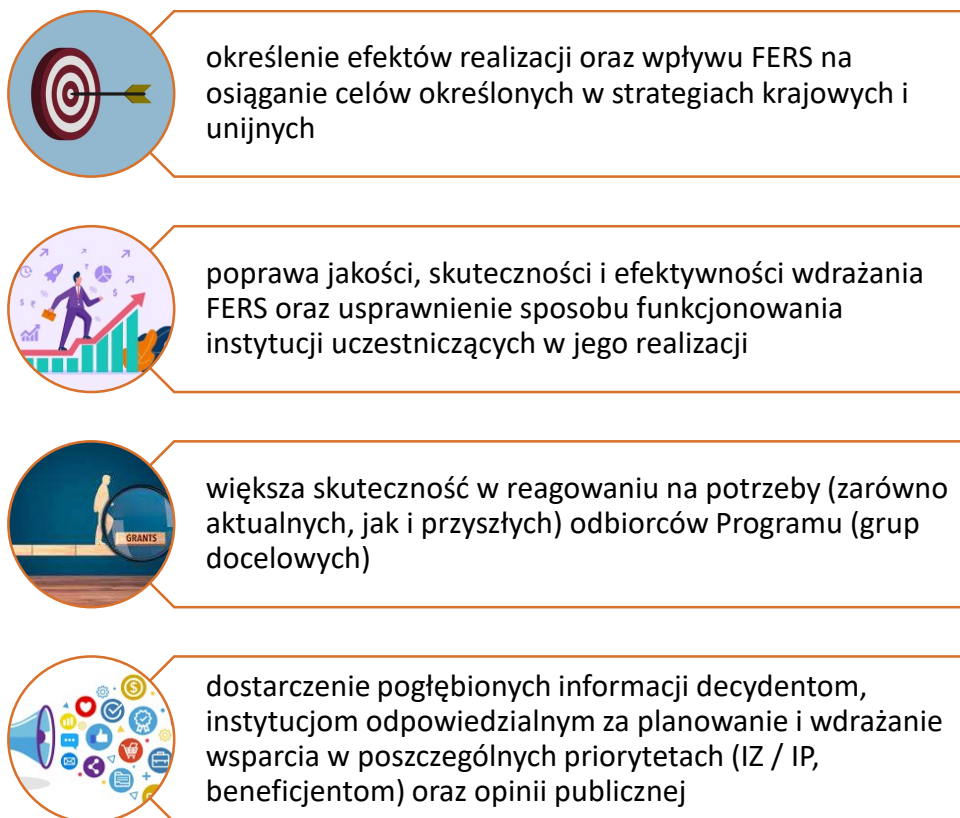 określenie efektów realizacji oraz wpływu FERS na
osiąganie celów określonych w strategiach krajowych i
unijnych
poprawa jakości, skuteczności i efektywności wdrażania
FERS oraz usprawnienie sposobu funkcjonowania
instytucji uczestniczących w jego realizacji
większa skuteczność w reagowaniu na potrzeby (zarówno
aktualnych, jak i przyszłych) odbiorców Programu (grup
docelowych)
GRANTS
dostarczenie pogłębionych informacji decydentom,
instytucjom odpowiedzialnym za planowanie i wdrażanie
wsparcia w poszczególnych priorytetach (IZ / IP,
beneficjentom) oraz opinii publicznej